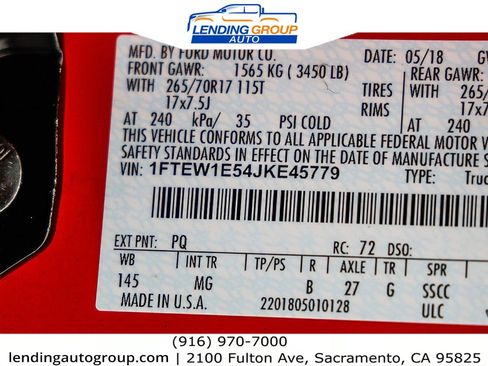 LENDING GROUP
AUTO
MFD. BY FORD MOTOR CO.
DATE: 05/18
FRONT GAWR: 1565 KG ( 3450 LB)
REAR GAWR:
WITH 265/70R17 115T TIRES WITH 265/
17x7.5J RIMS 17x7.
AT 240 kPa/ 35 PSI COLD AT 240
THIS VEHICLE CONFORMS TO ALL APPLICABLE FEDERAL MOTOR V
SAFETY STANDARDS IN EFFECT ON THE DATE OF MANUFACTURE
VIN: 1FTEW1E54JKE45779 TYPE: Truc
EXT PNT: PQ RC: 72 DSO:
WB INT TR TP/PS R AXLE TR SPR
145 MG B 27 G SSCC
MADE IN U.S.A. 2201805010128 ULC
(916) 970-7000
lendingautogroup.com | 2100 Fulton Ave, Sacramento, CA 95825